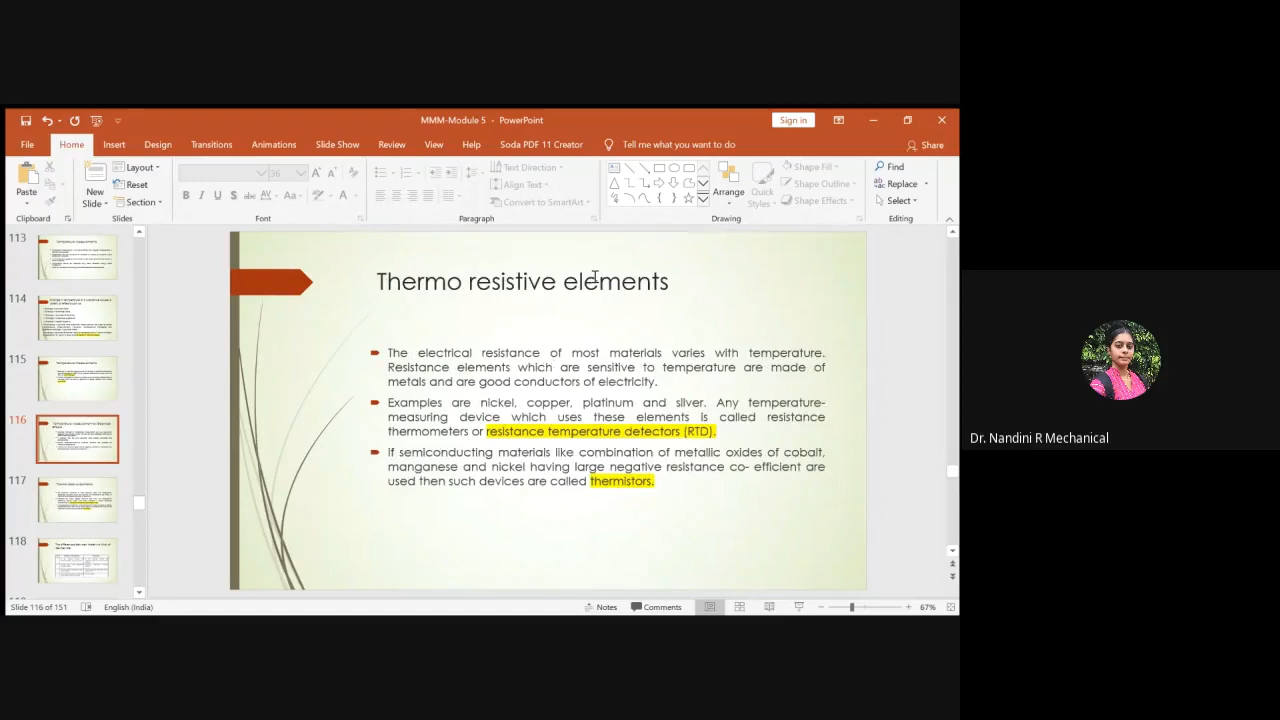 MMM-Module 5 - PowerPoint
Sign in
File Home Insert Design Transitions Animations Slide Show Review View Help Soda PDF 11 Creator Tell me what you want to do Share
Paste
New Slide
Layout
Reset
Section
36
B I U S abc AV Aa A
Text Direction
Align Text
Convert to SmartArt
Arrange
Quick Styles
Shape Fill
Shape Outline
Shape Effects
Find
Replace
Select
Clipboard Slides Font Paragraph Drawing Editing
113
114
115
116
117
118
Thermo resistive elements
The electrical resistance of most materials varies with temperature.
Resistance elements which are sensitive to temperature are made of
metals and are good conductors of electricity.
Examples are nickel, copper, platinum and silver. Any temperature-
measuring device which uses these elements is called resistance
thermometers or resistance temperature detectors (RTD).
If semiconducting materials like combination of metallic oxides of cobalt,
manganese and nickel having large negative resistance co- efficient are
used then such devices are called thermistors.
Slide 116 of 151 English (India) Notes Comments 67%
Dr. Nandini R Mechanical